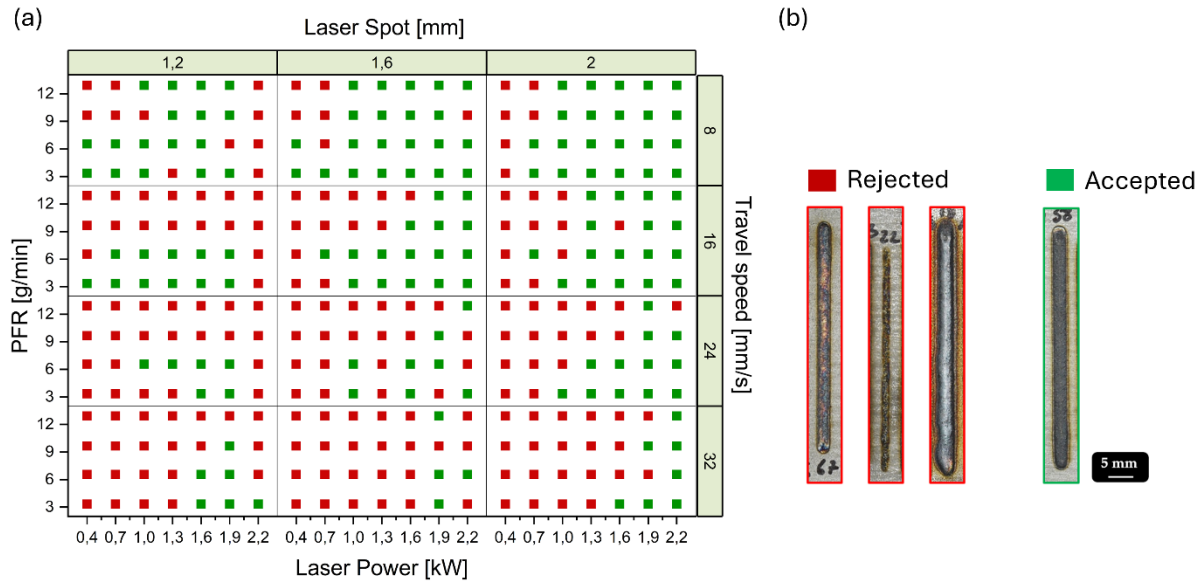 (a)
Laser Spot [mm]
1,2 1,6 2
12
9
6
3
8
12
9
6
3
16
12
9
6
3
24
12
9
6
3
32
PFR [g/min]
Travel speed [mm/s]
0,4 0,7 1,0 1,3 1,6 1,9 2,2 0,4 0,7 1,0 1,3 1,6 1,9 2,2 0,4 0,7 1,0 1,3 1,6 1,9 2,2
Laser Power [kW]
(b)
Rejected
Accepted
322
58
67
5 mm